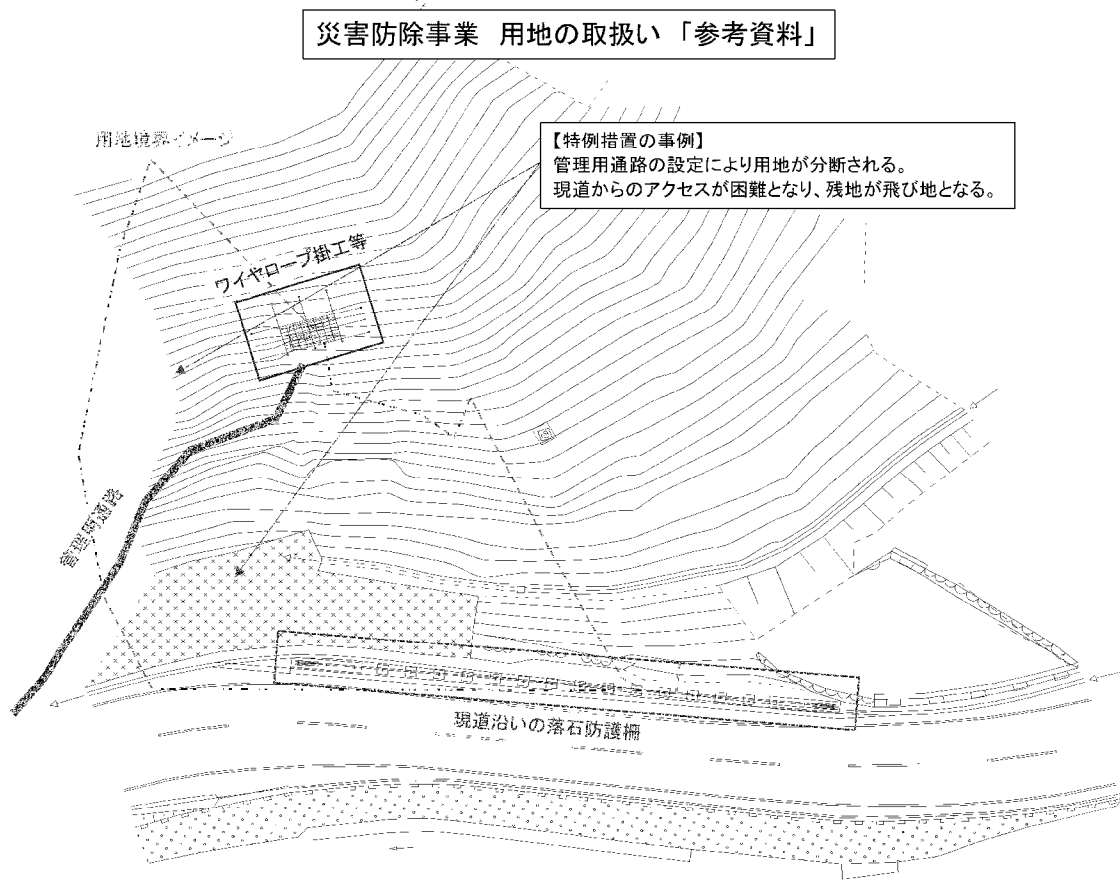 災害防除事業 用地の取扱い 「参考資料」
用地境界イメージ
【特例措置の事例】
管理用通路の設定により用地が分断される。
現道からのアクセスが困難となり、残地が飛び地となる。
ワイヤロープ掛工等
管理用通路
現道沿いの落石防護柵